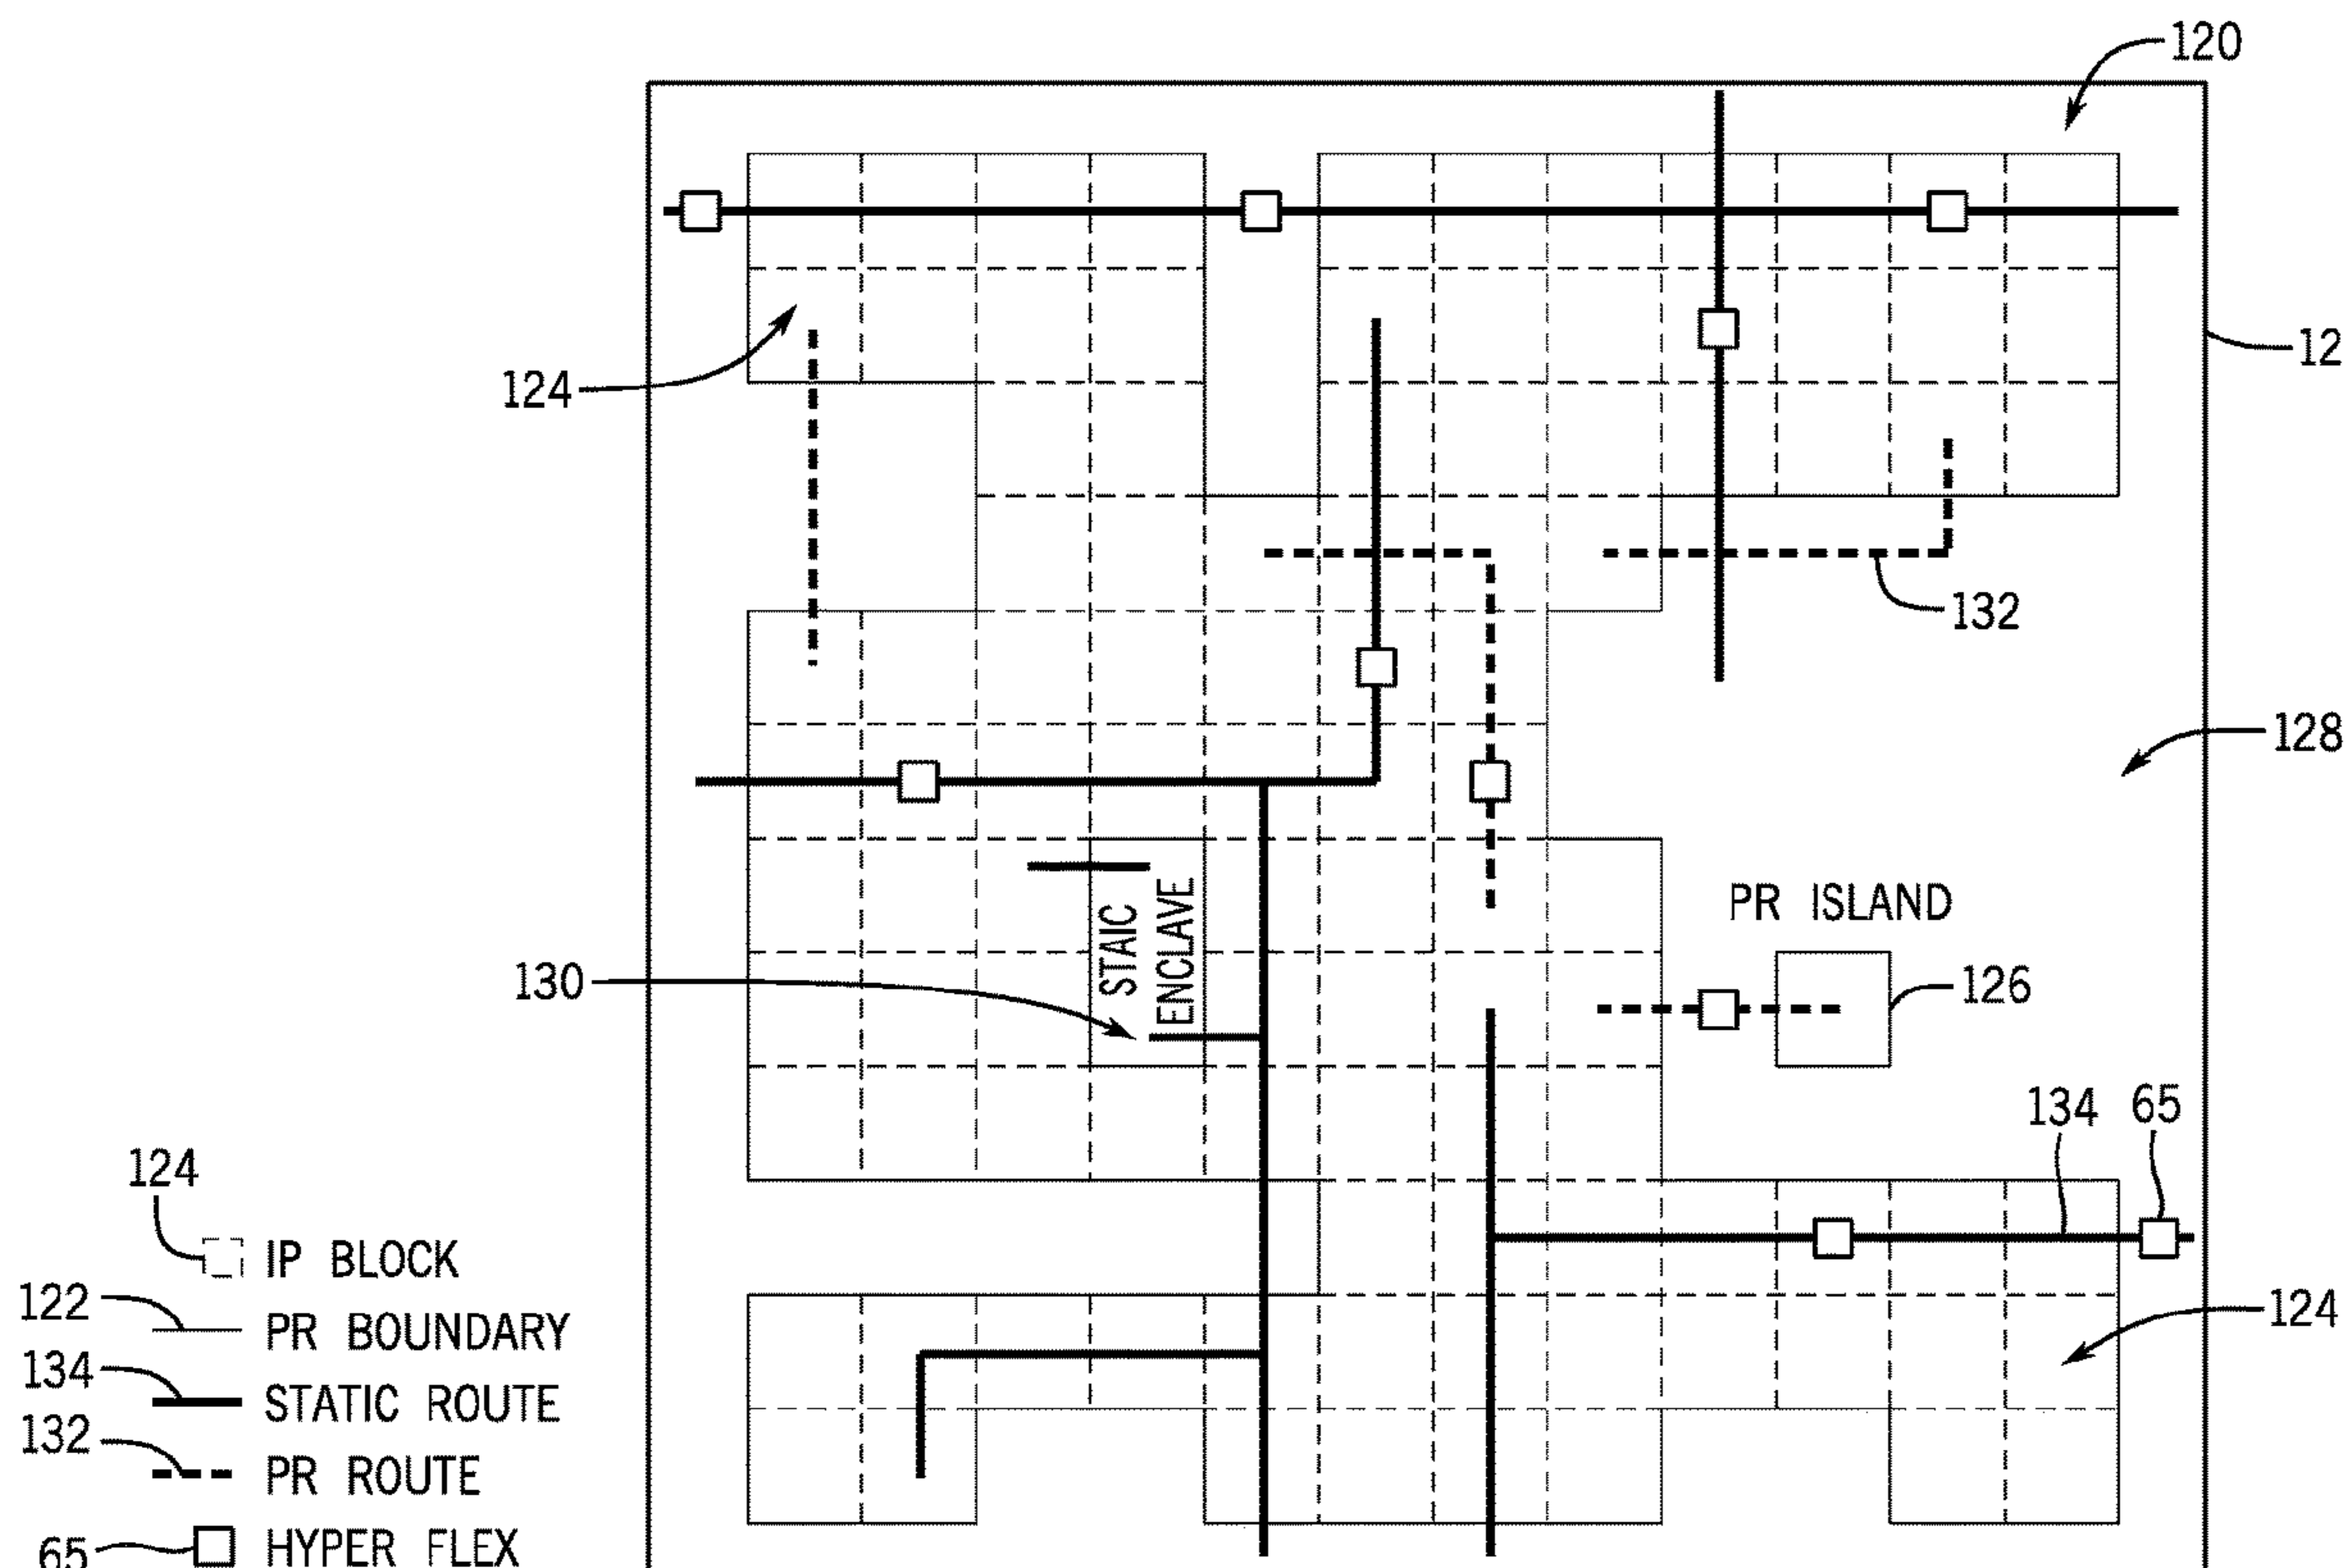 120
12
124
132
128
STAIC
ENCLAVE
PR ISLAND
130
126
134
65
124
IP BLOCK
124
122
PR BOUNDARY
134
STATIC ROUTE
132
PR ROUTE
65
HYPER FLEX